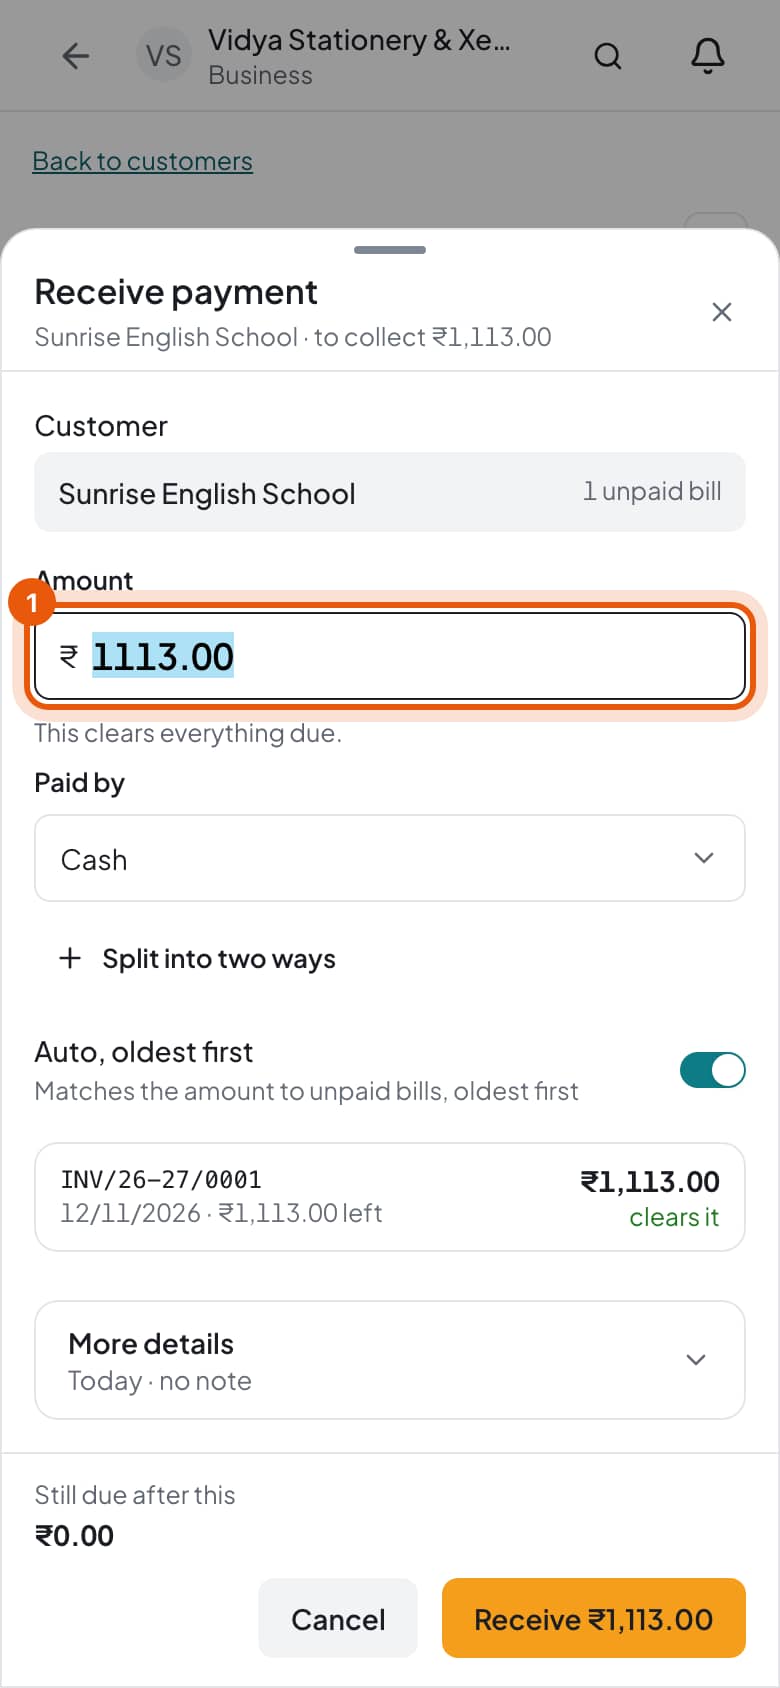 VS
Vidya Stationery & Xe...
Business
Back to customers
Receive payment
Sunrise English School · to collect ₹1,113.00
Customer
Sunrise English School
1 unpaid bill
Amount
1
₹ 1113.00
This clears everything due.
Paid by
Cash
+ Split into two ways
Auto, oldest first
Matches the amount to unpaid bills, oldest first
INV/26-27/0001
₹1,113.00
12/11/2026 · ₹1,113.00 left
clears it
More details
Today · no note
Still due after this
₹0.00
Cancel
Receive ₹1,113.00